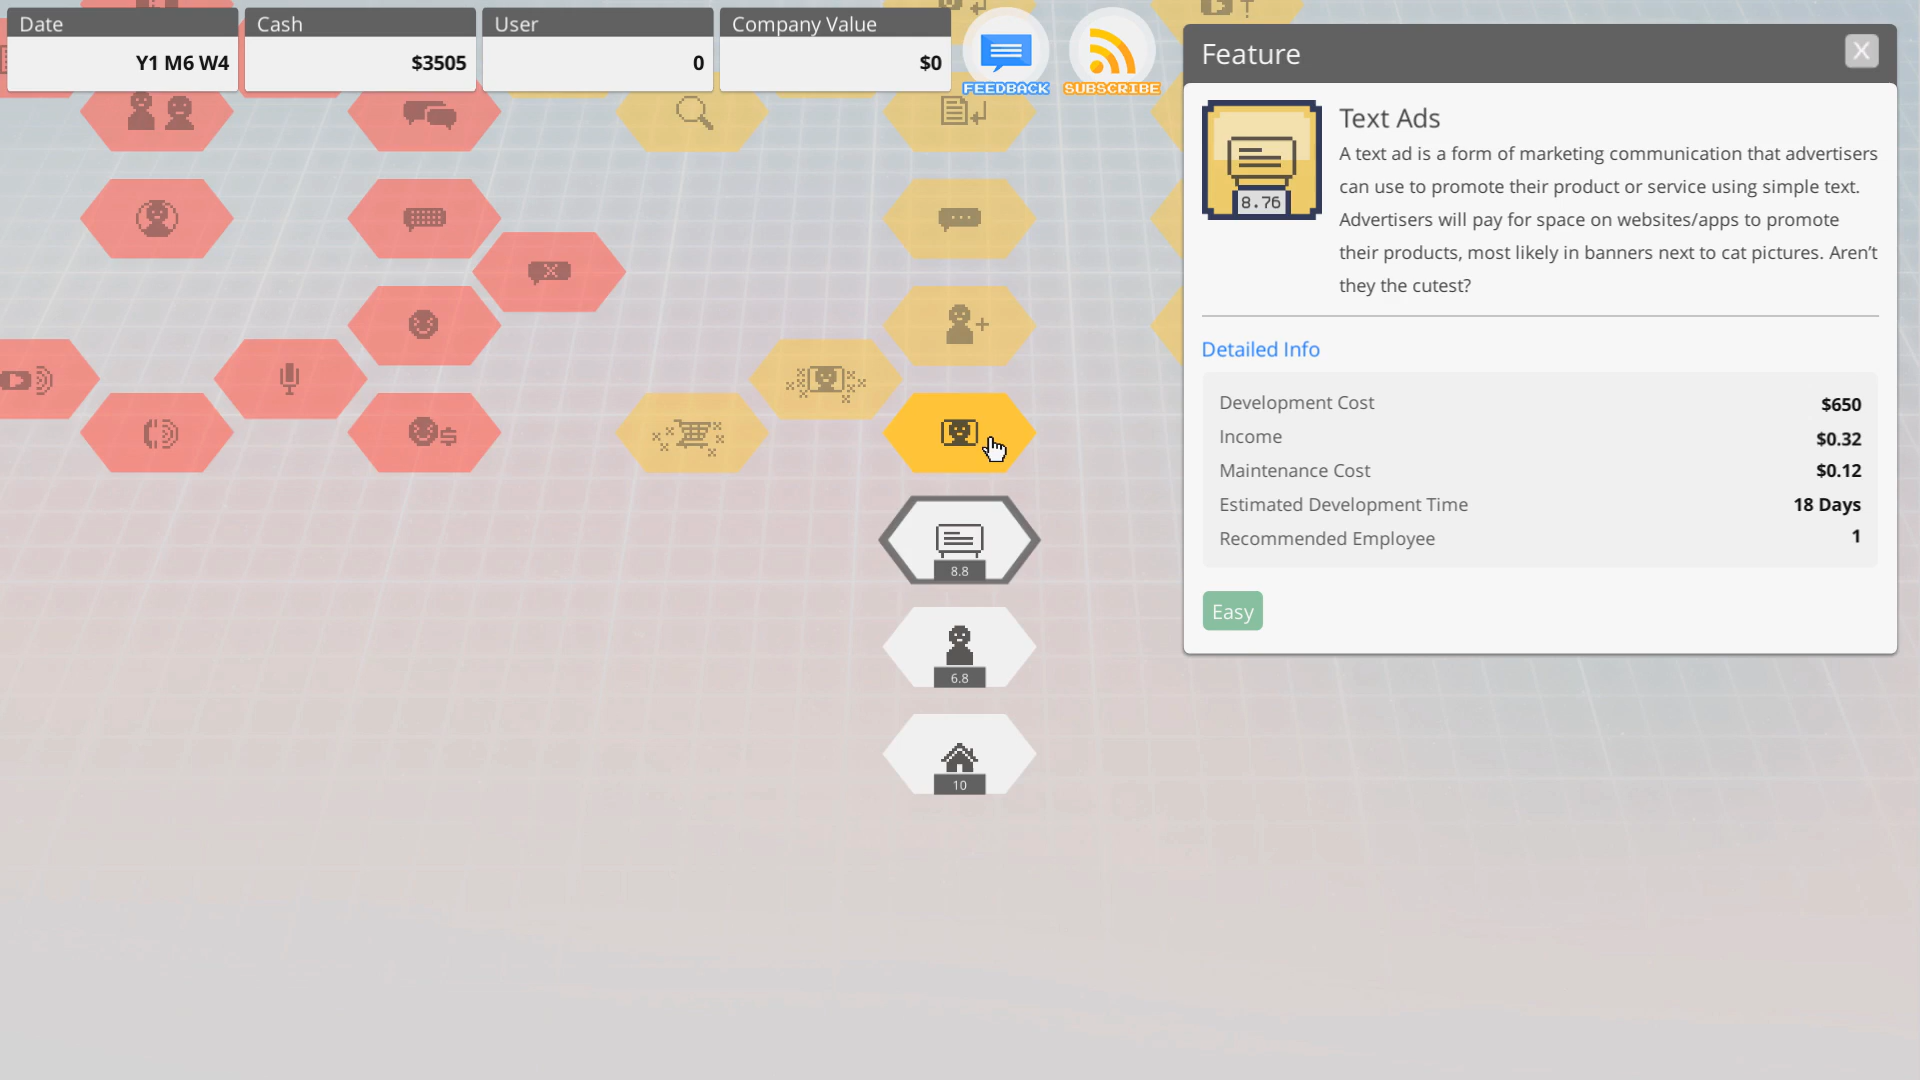 Date
Y1 M6 W4
Cash
$3505
User
0
Company Value
$0
FEEDBACK
SUBSCRIBE
Feature
X
8.76
Text Ads
A text ad is a form of marketing communication that advertisers
can use to promote their product or service using simple text.
Advertisers will pay for space on websites/apps to promote
their products, most likely in banners next to cat pictures. Aren't
they the cutest?
Detailed Info
Development Cost $650
Income $0.32
Maintenance Cost $0.12
Estimated Development Time 18 Days
Recommended Employee 1
Easy
8.8
6.8
10